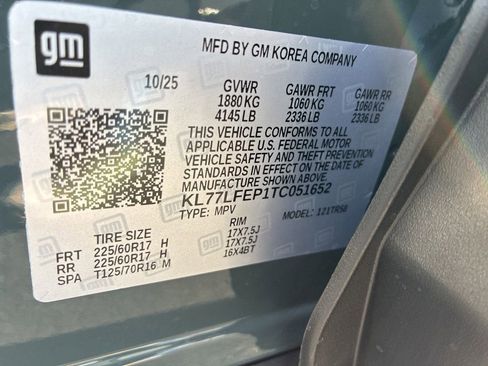 gm
MFD BY GM KOREA COMPANY
10/25 GVWR GAWR FRT GAWR RR
1880 KG 1060 KG 1060 KG
4145 LB 2336 LB 2336 LB
THIS VEHICLE CONFORMS TO ALL
APPLICABLE U.S. FEDERAL MOTOR
VEHICLE SAFETY AND THEFT PREVENTION
STANDARDS IN EFFECT ON THE DATE OF
MANUFACTURE SHOWN ABOVE.
KL77LFEP1TC051652
TYPE: MPV MODEL: 1TR58
TIRE SIZE RIM
FRT 225/60R17 H 17X7.5J
RR 225/60R17 H 17X7.5J
SPA T125/70R16 M 16X4BT